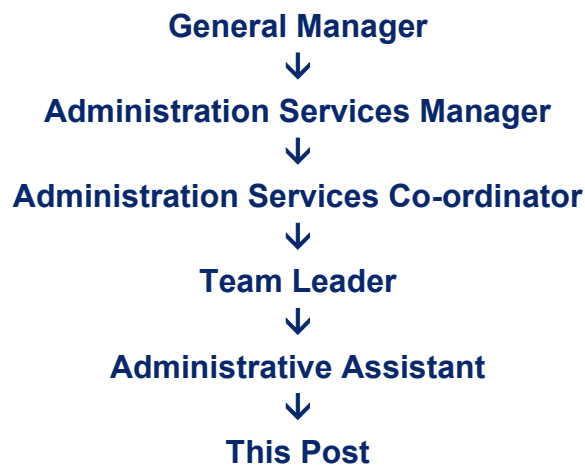 General Manager
↓
Administration Services Manager
↓
Administration Services Co-ordinator
↓
Team Leader
↓
Administrative Assistant
↓
This Post